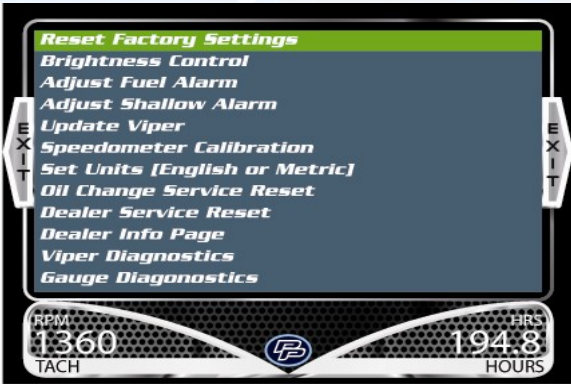 Reset Factory Settings
Brightness Control
Adjust Fuel Alarm
Adjust Shallow Alarm
Update Viper
Speedometer Calibration
Set Units [English or Metric]
Oil Change Service Reset
Dealer Service Reset
Dealer Info Page
Viper Diagnostics
Gauge Diagonostics
EXIT
EXIT
RPM
1360
TACH
HRS
194.8
HOURS